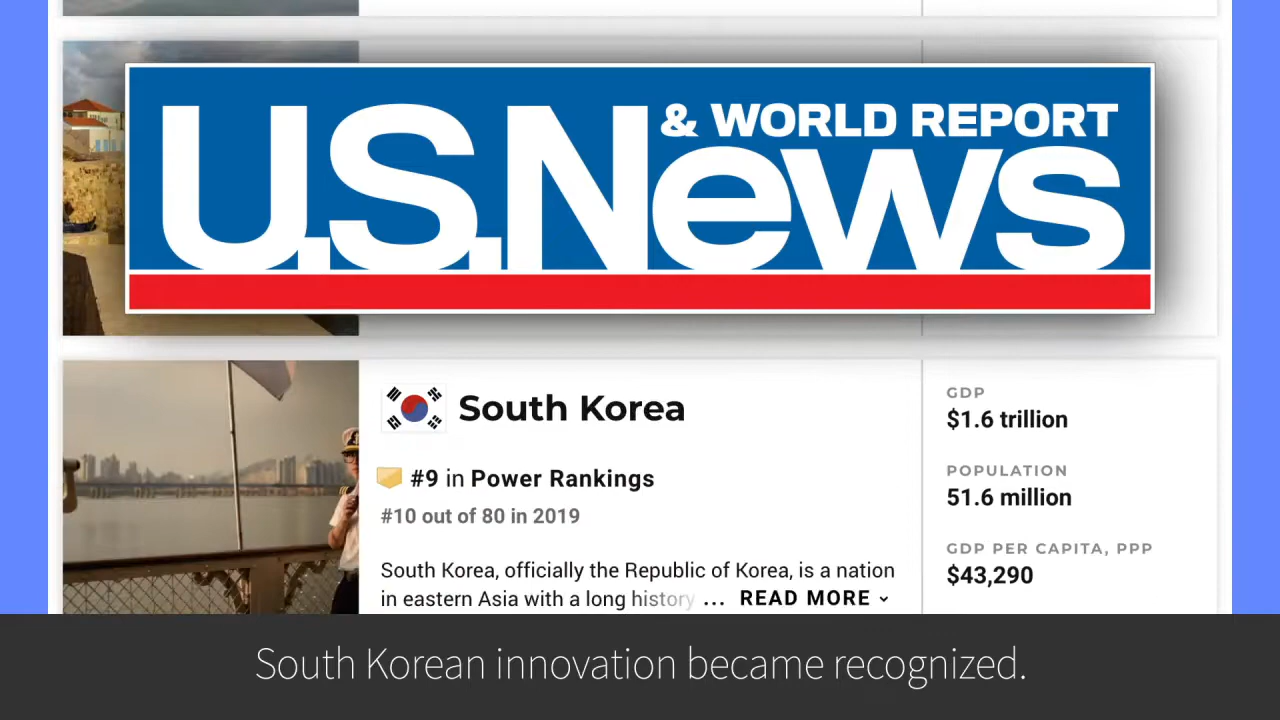 U.S. News
& WORLD REPORT
South Korea
#9 in Power Rankings
#10 out of 80 in 2019
South Korea, officially the Republic of Korea, is a nation
in eastern Asia with a long history ... READ MORE
GDP
$1.6 trillion
POPULATION
51.6 million
GDP PER CAPITA, PPP
$43,290
South Korean innovation became recognized.